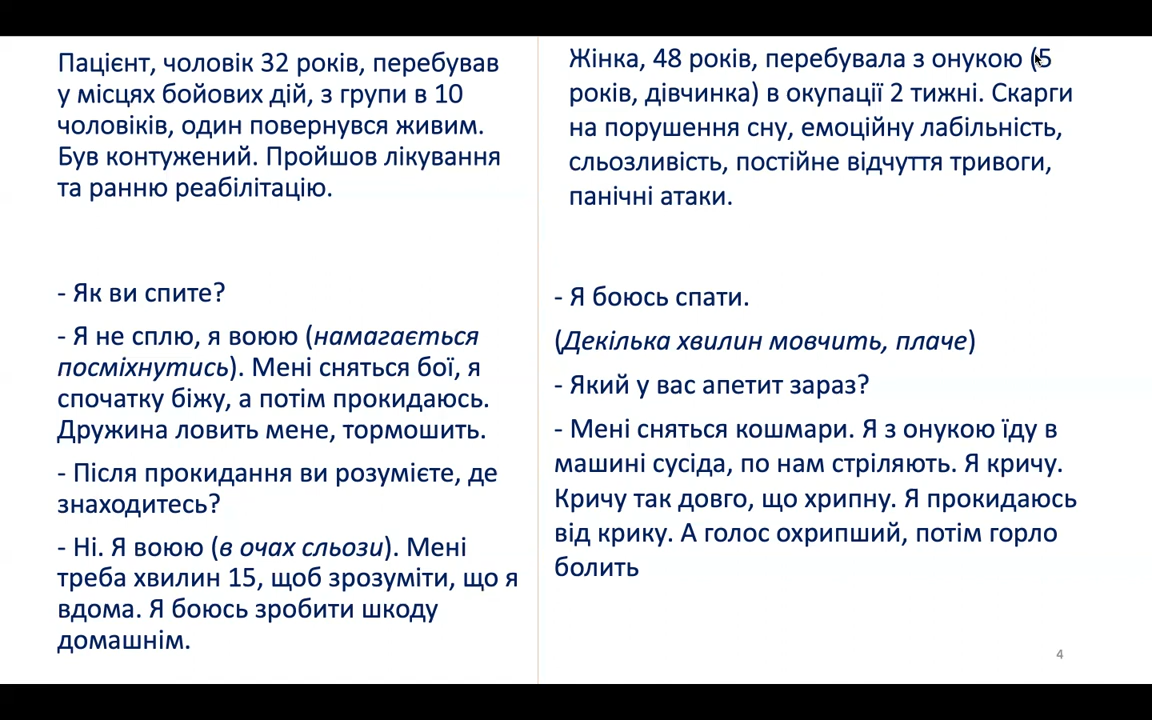 Пацієнт, чоловік 32 років, перебував
у місцях бойових дій, з групи в 10
чоловіків, один повернувся живим.
Був контужений. Пройшов лікування
та ранню реабілітацію.
- Як ви спите?
- Я не сплю, я воюю (намагається
посміхнутись). Мені сняться бої, я
спочатку біжу, а потім прокидаюсь.
Дружина ловить мене, тормошить.
- Після прокидання ви розумієте, де
знаходитесь?
- Ні. Я воюю (в очах сльози). Мені
треба хвилин 15, щоб зрозуміти, що я
вдома. Я боюсь зробити шкоду
домашнім.
Жінка, 48 років, перебувала з онукою (5
років, дівчинка) в окупації 2 тижні. Скарги
на порушення сну, емоційну лабільність,
сльозливість, постійне відчуття тривоги,
панічні атаки.
- Я боюсь спати.
(Декілька хвилин мовчить, плаче)
- Який у вас апетит зараз?
- Мені сняться кошмари. Я з онукою їду в
машині сусіда, по нам стріляють. Я кричу.
Кричу так довго, що хрипну. Я прокидаюсь
від крику. А голос охрипший, потім горло
болить
4